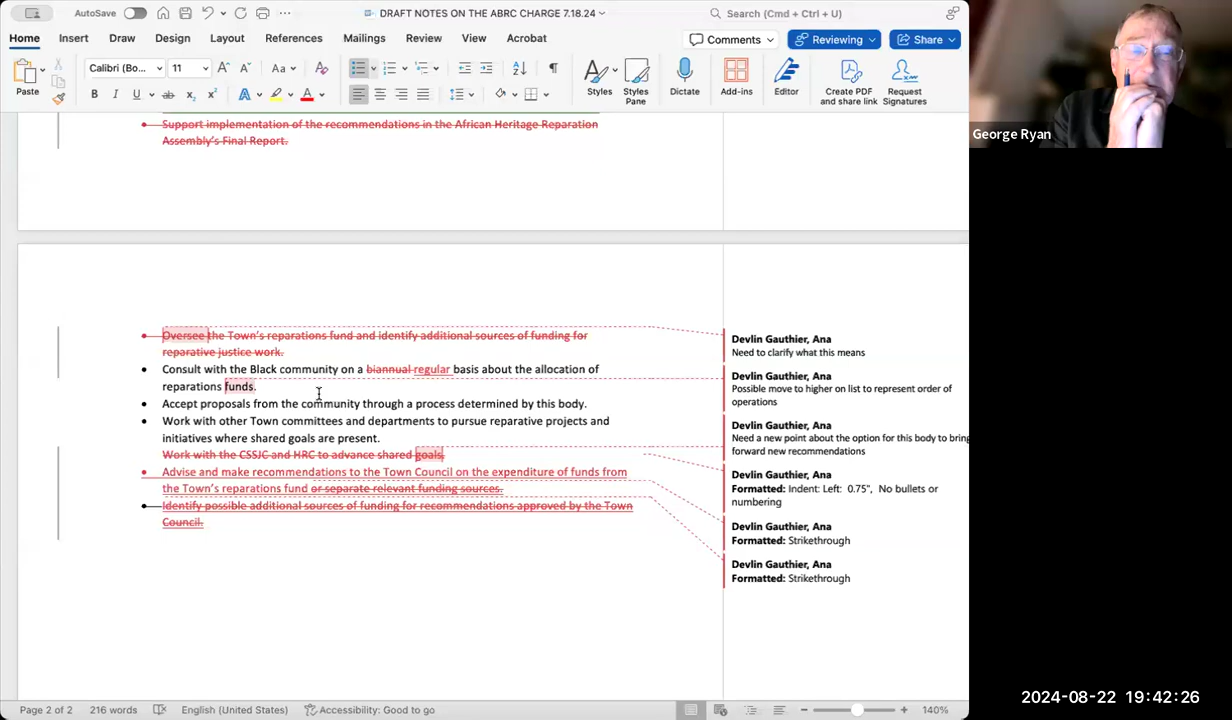 AutoSave
DRAFT NOTES ON THE ABRC CHARGE 7.18.24
Search (Cmd + Ctrl + U)
Home Insert Draw Design Layout References Mailings Review View Acrobat
Comments Reviewing Share
Paste
Calibri (Bo... 11
Styles
Styles Pane
Dictate
Add-ins
Editor
Create PDF and share link
Request Signatures
George Ryan
• Support implementation of the recommendations in the African Heritage Reparation
Assembly's Final Report.
• Oversee the Town's reparations fund and identify additional sources of funding for
reparative justice work.
• Consult with the Black community on a biannual regular basis about the allocation of
reparations funds.
• Accept proposals from the community through a process determined by this body.
• Work with other Town committees and departments to pursue reparative projects and
initiatives where shared goals are present.
Work with the CSSJC and HRC to advance shared goals.
• Advise and make recommendations to the Town Council on the expenditure of funds from
the Town's reparations fund or separate relevant funding sources.
• Identify possible additional sources of funding for recommendations approved by the Town
Council.
Devlin Gauthier, Ana
Need to clarify what this means
Devlin Gauthier, Ana
Possible move to higher on list to represent order of
operations
Devlin Gauthier, Ana
Need a new point about the option for this body to bring
forward new recommendations
Devlin Gauthier, Ana
Formatted: Indent: Left: 0.75", No bullets or
numbering
Devlin Gauthier, Ana
Formatted: Strikethrough
Devlin Gauthier, Ana
Formatted: Strikethrough
Page 2 of 2 216 words English (United States) Accessibility: Good to go 140%
2024-08-22 19:42:26